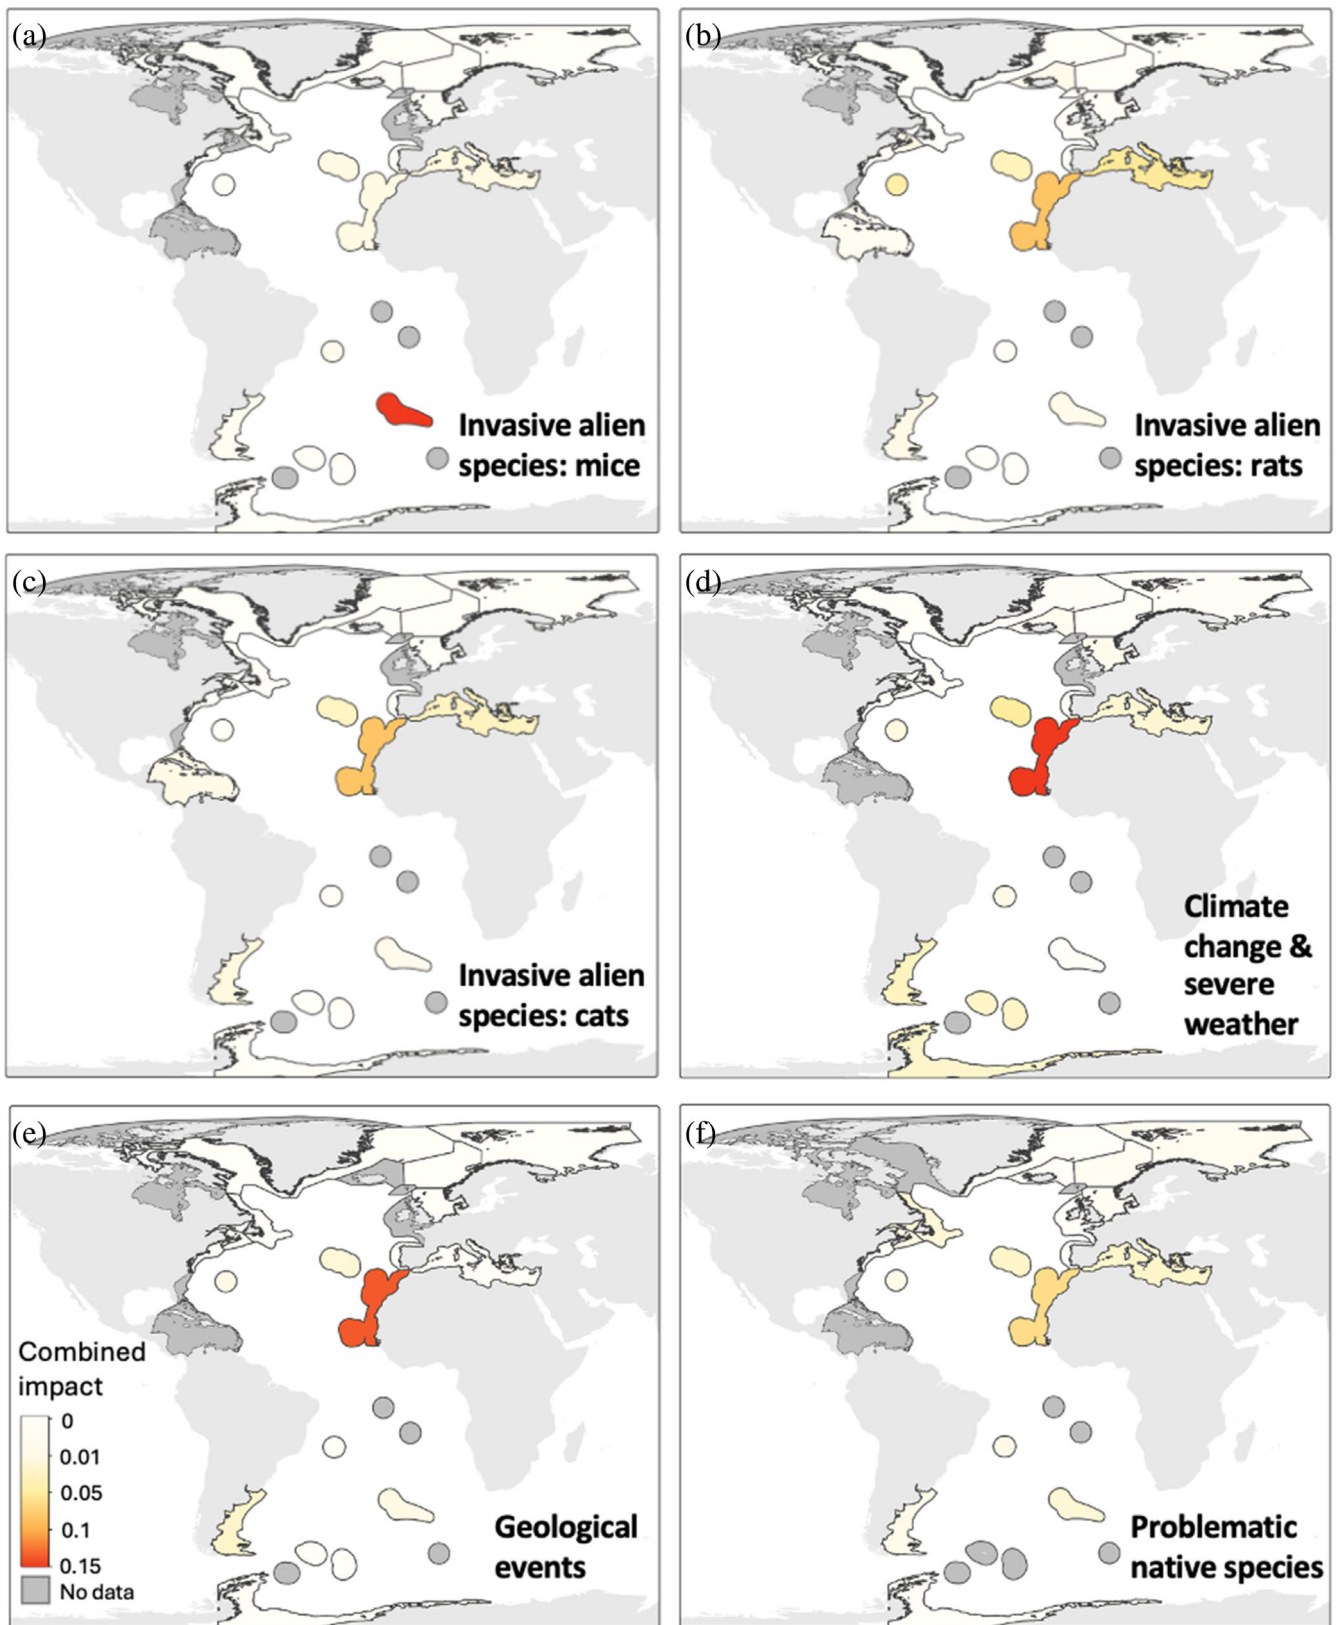 (a)
Invasive alien
species: mice
(b)
Invasive alien
species: rats
(c)
Invasive alien
species: cats
(d)
Climate
change &
severe
weather
(e)
Combined
impact
0
0.01
0.05
0.1
0.15
No data
Geological
events
(f)
Problematic
native species